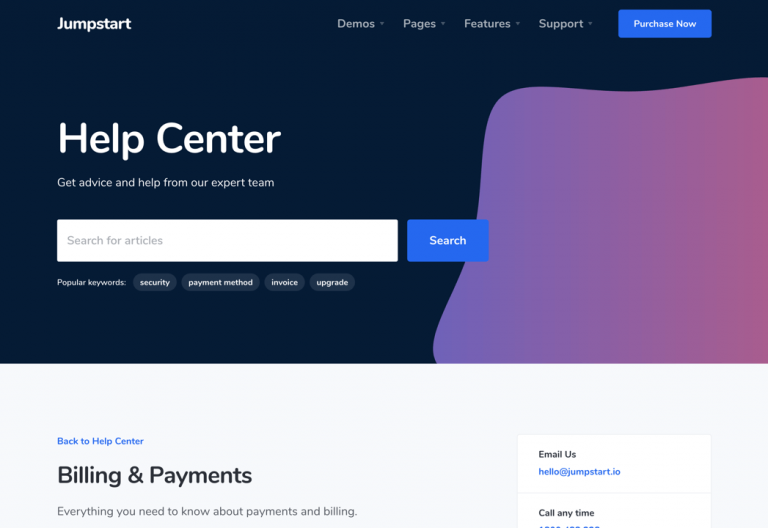 Jumpstart
Demos
Pages
Features
Support
Purchase Now
Help Center
Get advice and help from our expert team
Search for articles
Search
Popular keywords: security payment method invoice upgrade
Back to Help Center
Billing & Payments
Everything you need to know about payments and billing.
Email Us
hello@jumpstart.io
Call any time